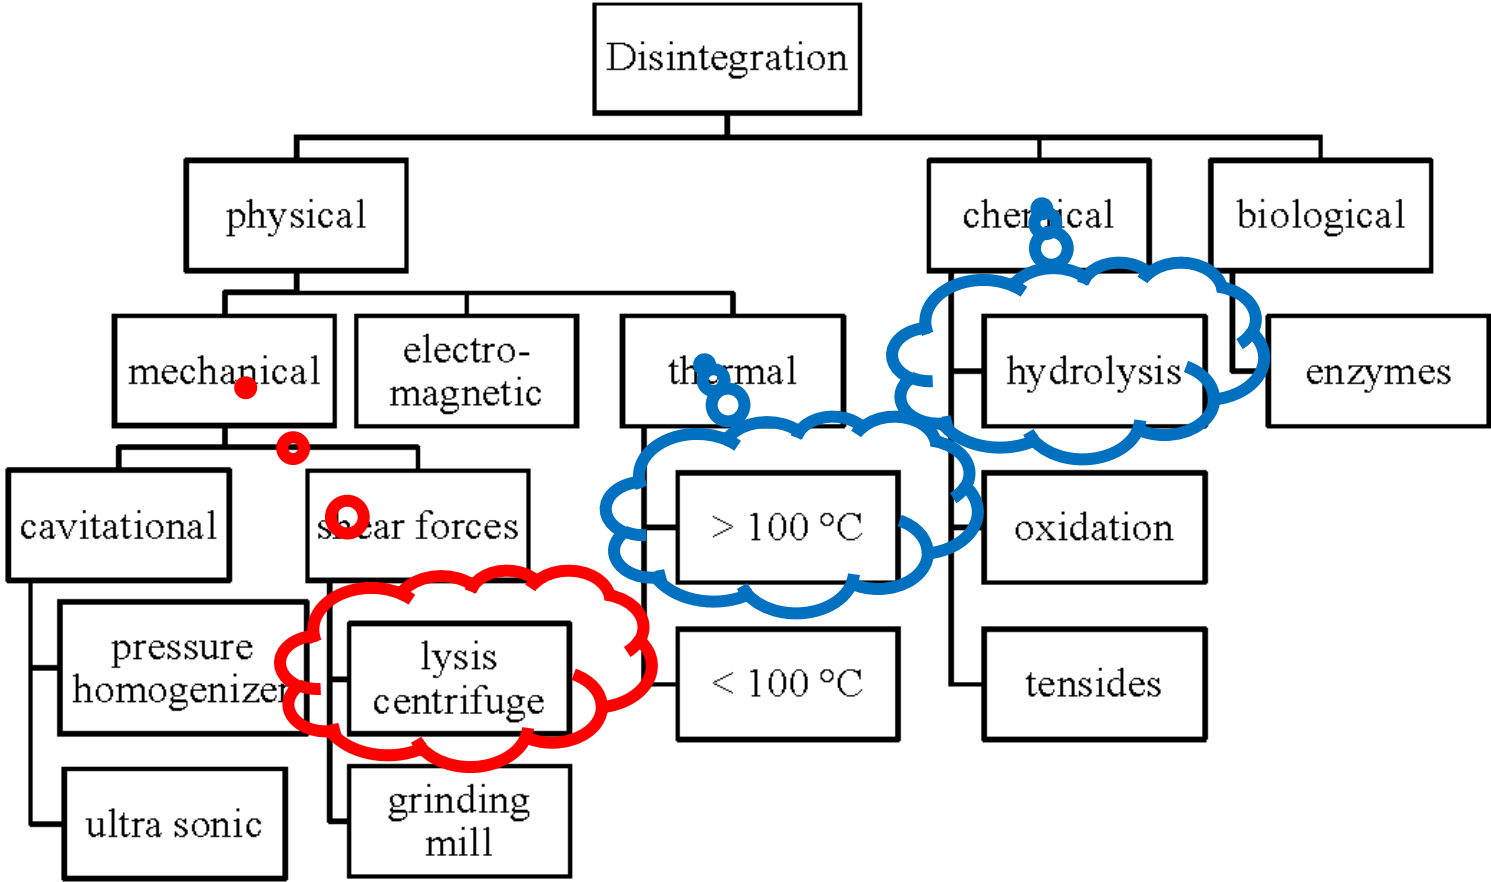 Disintegration
physical
chemical
biological
mechanical
electro-
magnetic
thermal
hydrolysis
enzymes
cavitational
shear forces
> 100 °C
oxidation
pressure
homogenizer
lysis
centrifuge
< 100 °C
tensides
ultra sonic
grinding
mill